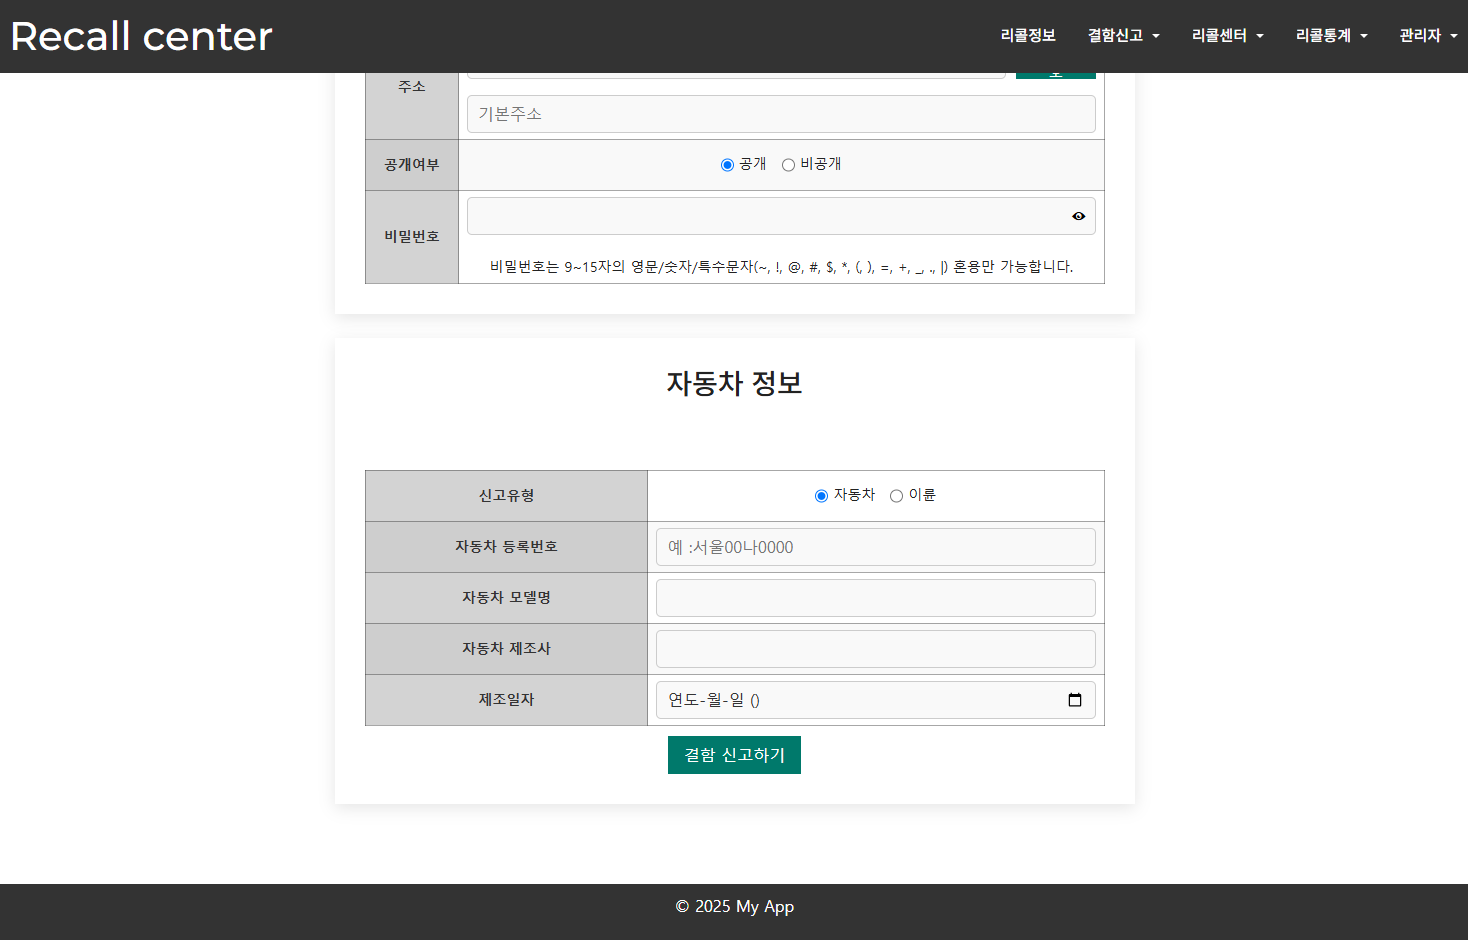 Recall center
리콜정보
결함신고
리콜센터
리콜통계
관리자
주소
기본주소
공개여부
공개
비공개
비밀번호
비밀번호는 9~15자의 영문/숫자/특수문자(~, !, @, #, $, *, (, ), =, +, _, ., |) 혼용만 가능합니다.
자동차 정보
신고유형
자동차
이륜
자동차 등록번호
예 :서울00나0000
자동차 모델명
자동차 제조사
제조일자
연도-월-일 ()
결함 신고하기
© 2025 My App